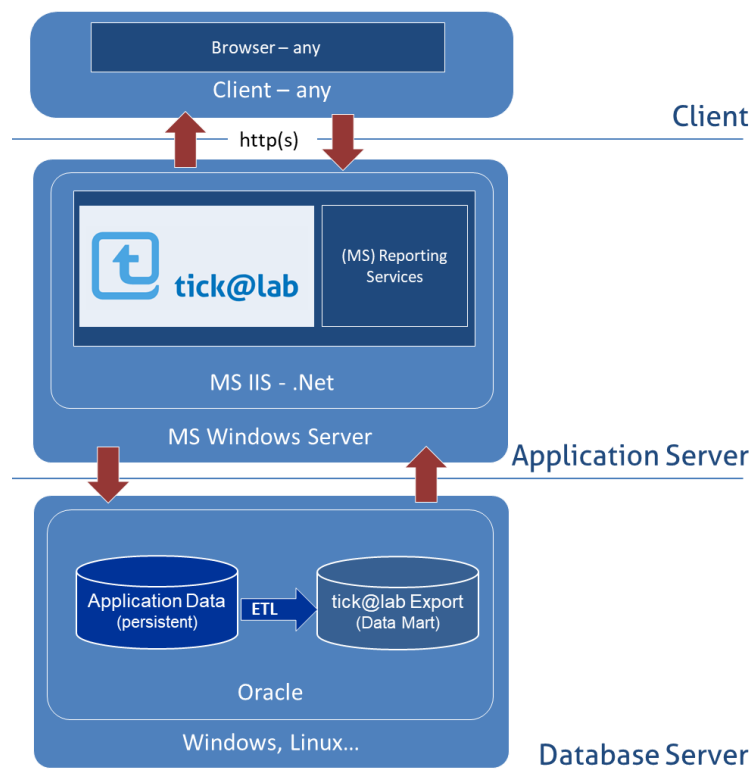 Browser – any
Client – any
Client
http(s)
t
tick@lab
(MS) Reporting
Services
MS IIS - .Net
MS Windows Server
Application Server
Application Data
(persistent)
ETL
tick@lab Export
(Data Mart)
Oracle
Windows, Linux...
Database Server